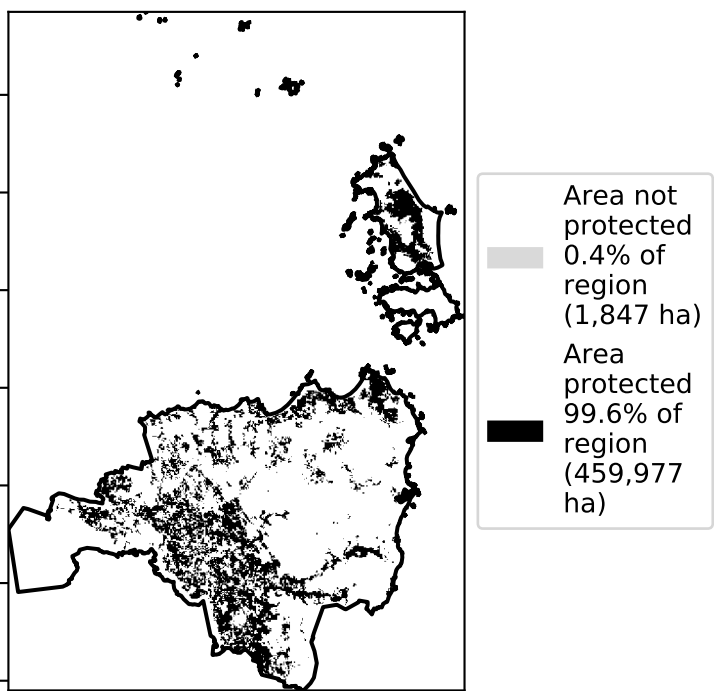 Area not
protected
0.4% of
region
(1,847 ha)
Area
protected
99.6% of
region
(459,977
ha)